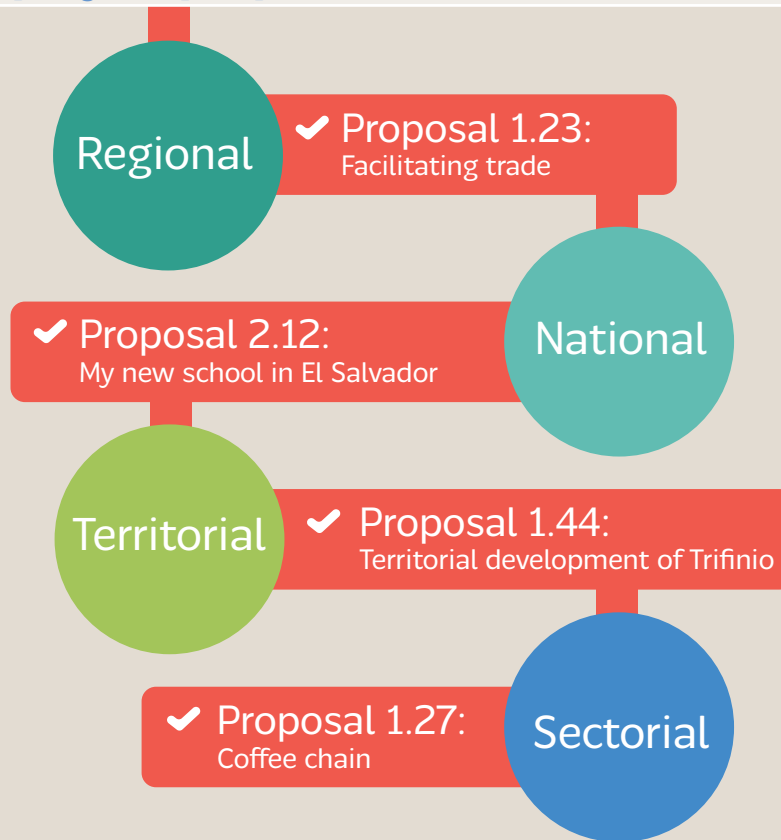 Regional
Proposal 1.23:
Facilitating trade
National
Proposal 2.12:
My new school in El Salvador
Territorial
Proposal 1.44:
Territorial development of Trifinio
Sectorial
Proposal 1.27:
Coffee chain